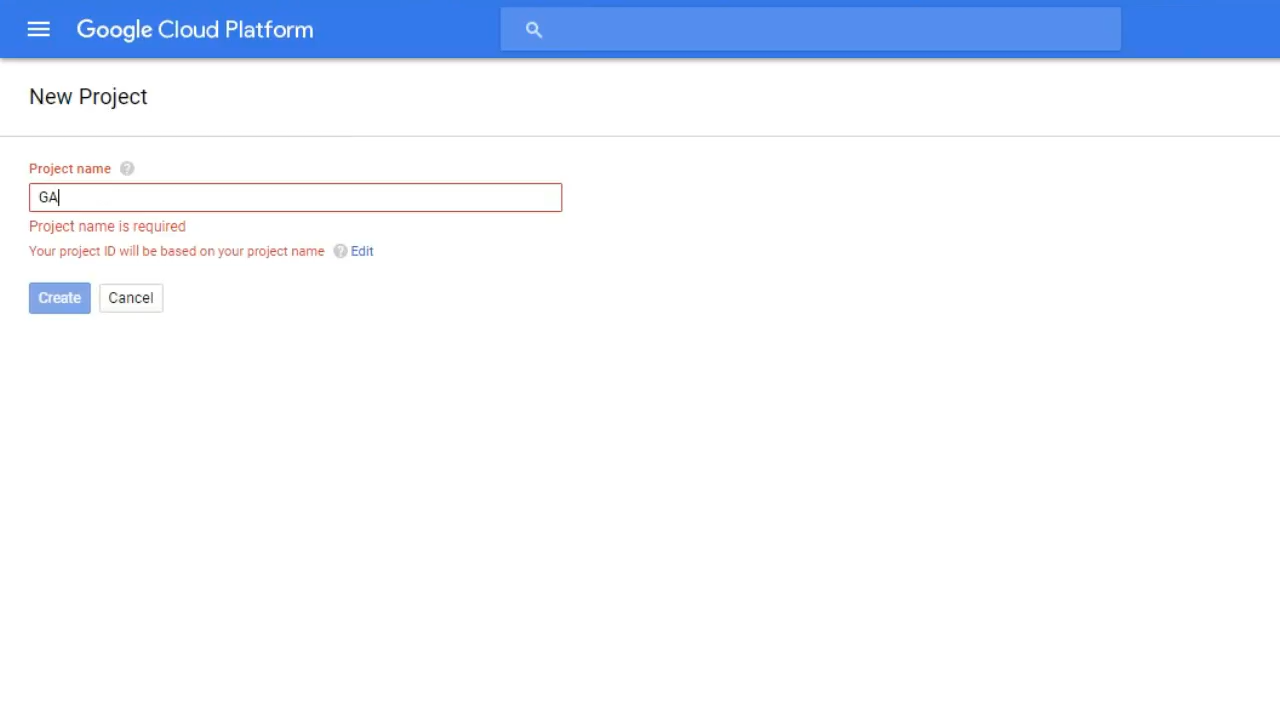 Google Cloud Platform
New Project
Project name
GA
Project name is required
Your project ID will be based on your project name Edit
Create Cancel